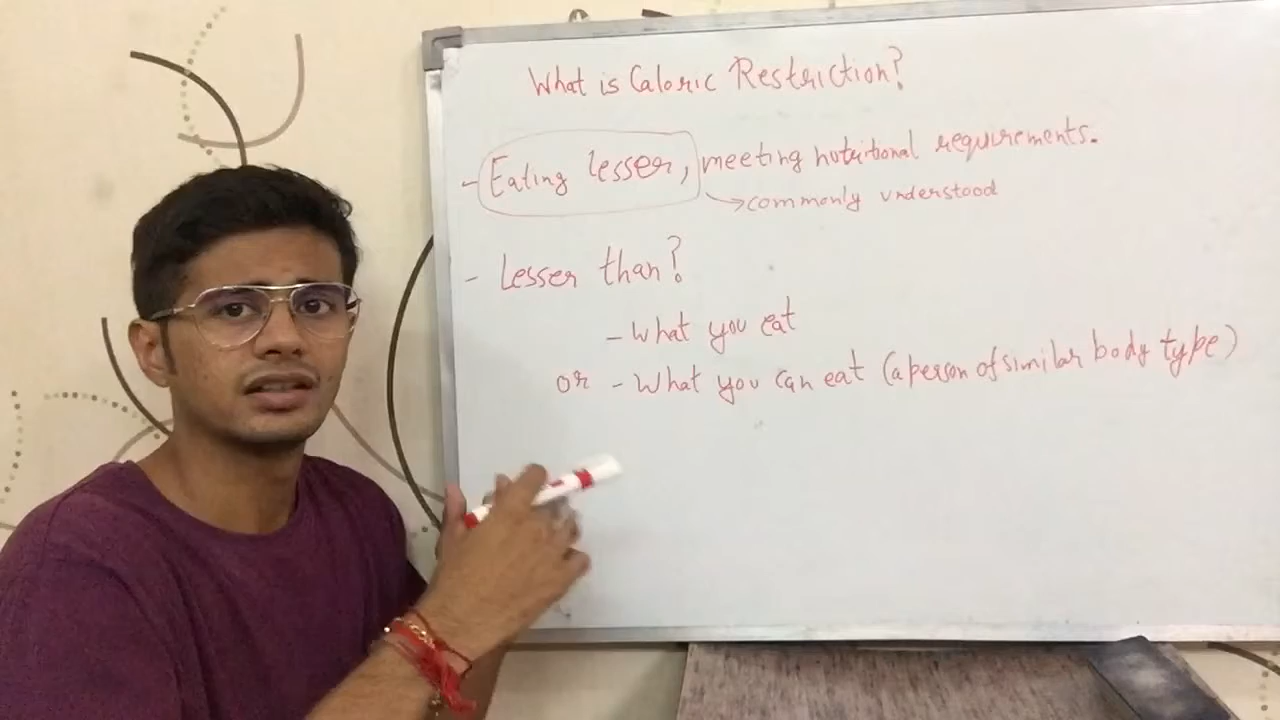 What is Caloric Restriction?
- Eating lesser, meeting nutritional requirements.
→ commonly understood
- Lesser than?
- What you eat
or - What you can eat (a person of similar body type)